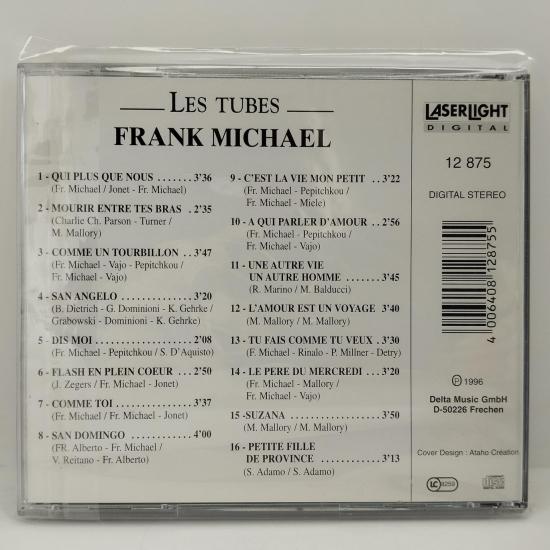 LES TUBES
FRANK MICHAEL
1 - QUI PLUS QUE NOUS ....... 3'36
(Fr. Michael / Jonet - Fr. Michael)
2 - MOURIR ENTRE TES BRAS . 2'35
(Charlie Ch. Parson - Turner /
M. Mallory)
3 - COMME UN TOURBILLON .. 3'47
(Fr. Michael - Vajo - Pepitchkou /
Fr. Michael - Vajo)
4 - SAN ANGELO .............. 3'20
(B. Dietrich - G. Dominioni - K. Gehrke /
Grabowski - Dominioni - K. Gehrke)
5 - DIS MOI ................. 2'08
(Fr. Michael - Pepitchkou / S. D'Aquisto)
6 - FLASH EN PLEIN COEUR .. 2'50
(J. Zegers / Fr. Michael - Jonet)
7 - COMME TOI ............... 3'37
(Fr. Michael / Fr. Michael - Jonet)
8 - SAN DOMINGO ............ 4'00
(FR. Alberto - Fr. Michael /
V. Reitano - Fr. Alberto)
9 - C'EST LA VIE MON PETIT .. 3'22
(Fr. Michael - Pepitchkou /
Fr. Michael - Miele)
10 - A QUI PARLER D'AMOUR .. 2'56
(Fr. Michael - Pepitchkou /
Fr. Michael - Vajo)
11 - UNE AUTRE VIE
UN AUTRE HOMME ........ 3'45
(R. Marino / M. Balducci)
12 - L'AMOUR EST UN VOYAGE 3'40
(M. Mallory / M. Mallory)
13 - TU FAIS COMME TU VEUX . 3'30
(F. Michael - Rinalo - P. Millner - Detry)
14 - LE PERE DU MERCREDI ... 3'20
(Fr. Michael - Mallory /
Fr. Michael - Vajo)
15 -SUZANA ................. 3'50
(M. Mallory / M. Mallory)
16 - PETITE FILLE
DE PROVINCE ............. 3'13
(S. Adamo / S. Adamo)
LASERLIGHT
DIGITAL
12 875
DIGITAL STEREO
4 006408 128755
Ⓟ 1996
Delta Music GmbH
D-50226 Frechen
Cover Design : Ataho Création
LC 8259